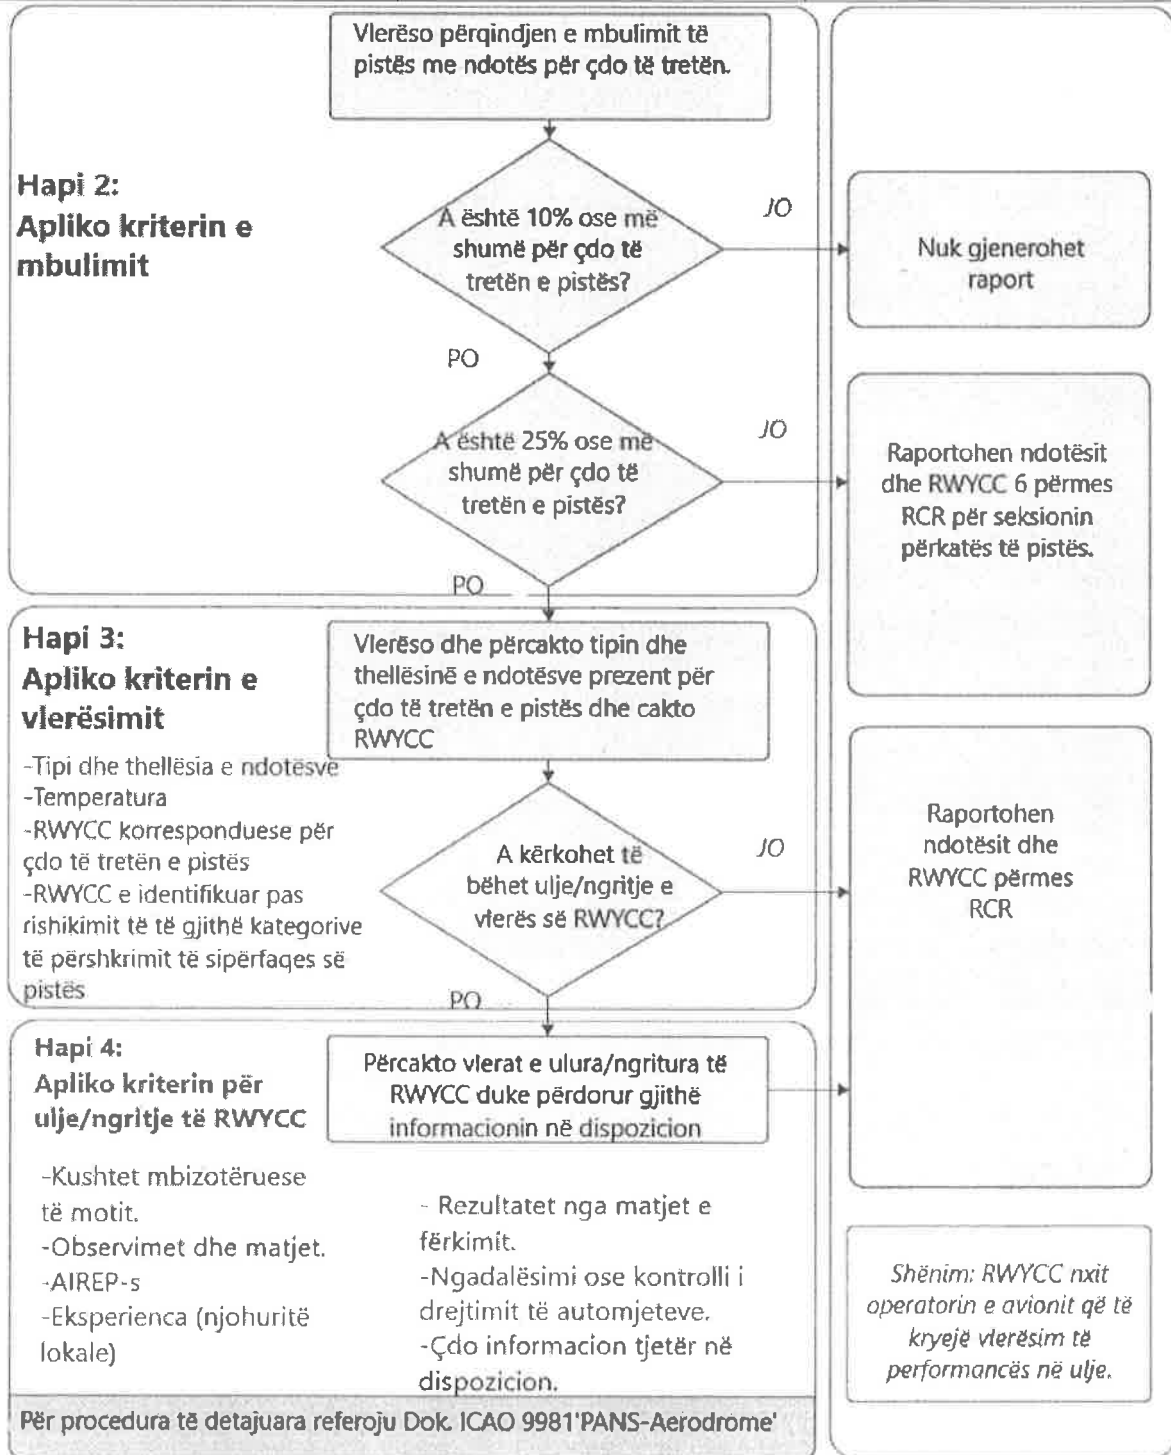 Vlerëso përqindjen e mbulimit të
pistës me ndotës për çdo të tretën.
Hapi 2:
Apliko kriterin e
mbulimit
A është 10% ose më
shumë për çdo të
tretën e pistës?
JO
Nuk gjenerohet
raport
PO
A është 25% ose më
shumë për çdo të
tretën e pistës?
JO
Raportohen ndotësit
dhe RWYCC 6 përmes
RCR për seksionin
përkatës të pistës.
PO
Hapi 3:
Apliko kriterin e
vlerësimit
-Tipi dhe thellësia e ndotësve
-Temperatura
-RWYCC korresponduese për
çdo të tretën e pistës
-RWYCC e identifikuar pas
rishikimit të të gjithë kategorive
të përshkrimit të sipërfaqes së
pistës
Vlerëso dhe përcakto tipin dhe
thellësinë e ndotësve prezent për
çdo të tretën e pistës dhe cakto
RWYCC
A kërkohet të
bëhet ulje/ngritje e
vlerës së RWYCC?
JO
Raportohen
ndotësit dhe
RWYCC përmes
RCR
PO
Hapi 4:
Apliko kriterin për
ulje/ngritje të RWYCC
Përcakto vlerat e ulura/ngritura të
RWYCC duke përdorur gjithë
informacionin në dispozicion
-Kushtet mbizotëruese
të motit.
-Observimet dhe matjet.
-AIREP-s
-Eksperienca (njohuritë
lokale)
- Rezultatet nga matjet e
fërkimit.
-Ngadalësimi ose kontrolli i
drejtimit të automjeteve.
-Çdo informacion tjetër në
dispozicion.
Shënim: RWYCC nxit
operatorin e avionit që të
kryejë vlerësim të
performancës në ulje.
Për procedura të detajuara referoju Dok. ICAO 9981'PANS-Aerodrome'